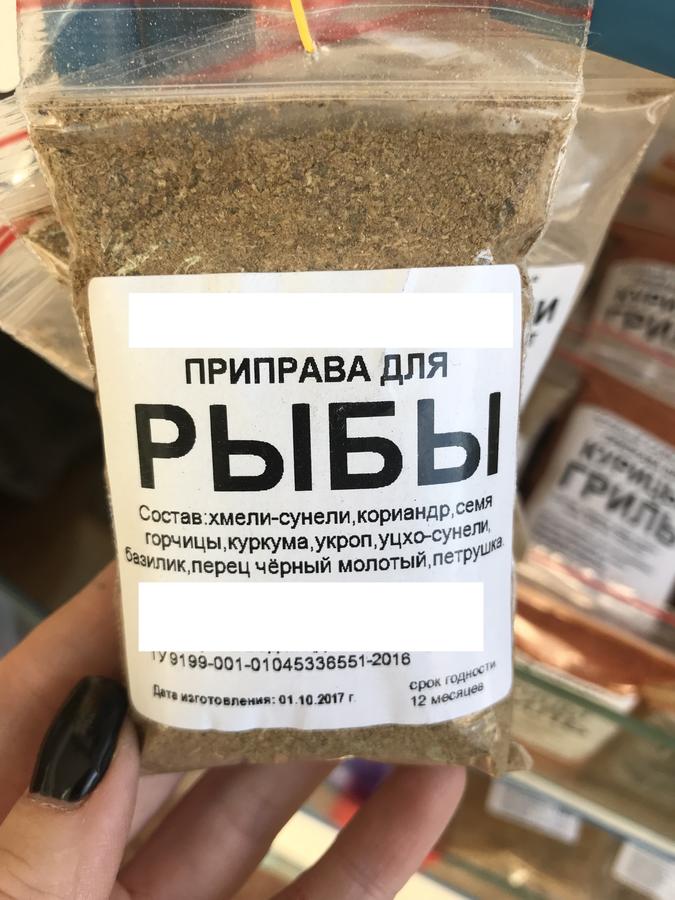 ПРИПРАВА ДЛЯ
РЫБЫ
Состав:хмели-сунели,кориандр,семя
горчицы,куркума,укроп,уцхо-сунели,
базилик,перец чёрный молотый,петрушка.
ТУ9199-001-01045336551-2016
Дата изготовления: 01.10.2017 г.
срок годности
12 месяцев
КУРИЦЫ
ГРИЛЬ